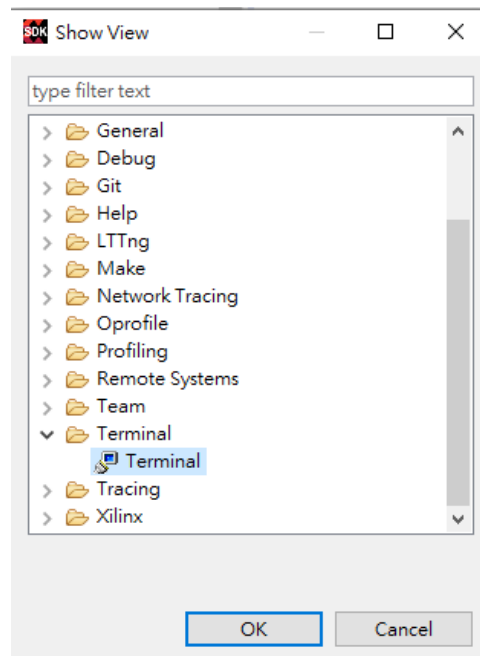 SDK Show View
type filter text
General
Debug
Git
Help
LTTng
Make
Network Tracing
Oprofile
Profiling
Remote Systems
Team
Terminal
Terminal
Tracing
Xilinx
OK Cancel